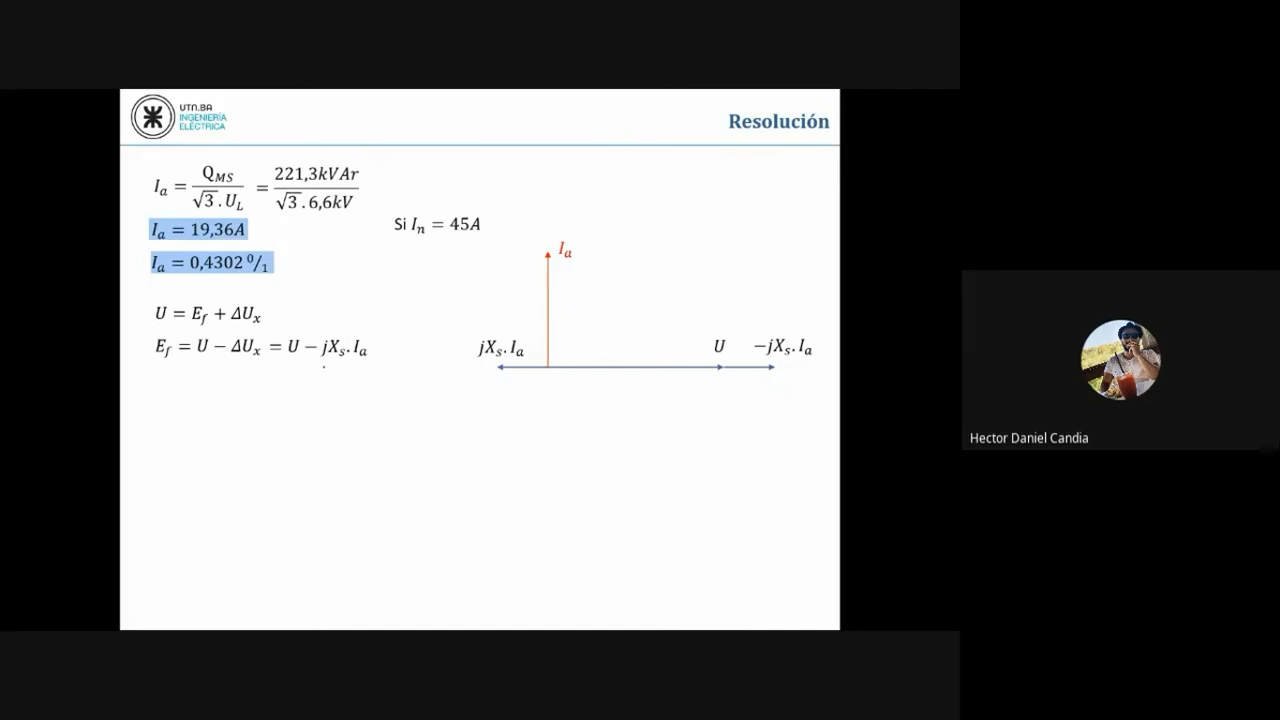 UTN.BA
INGENIERÍA
ELÉCTRICA
Resolución
I_a = Q_MS / √3 . U_L = 221,3kVAr / √3 . 6,6kV
I_a = 19,36A
Si I_n = 45A
I_a = 0,4302 0/1
I_a
U = E_f + ΔU_x
E_f = U − ΔU_x = U − jX_s. I_a
jX_s. I_a
U
−jX_s. I_a
Hector Daniel Candia